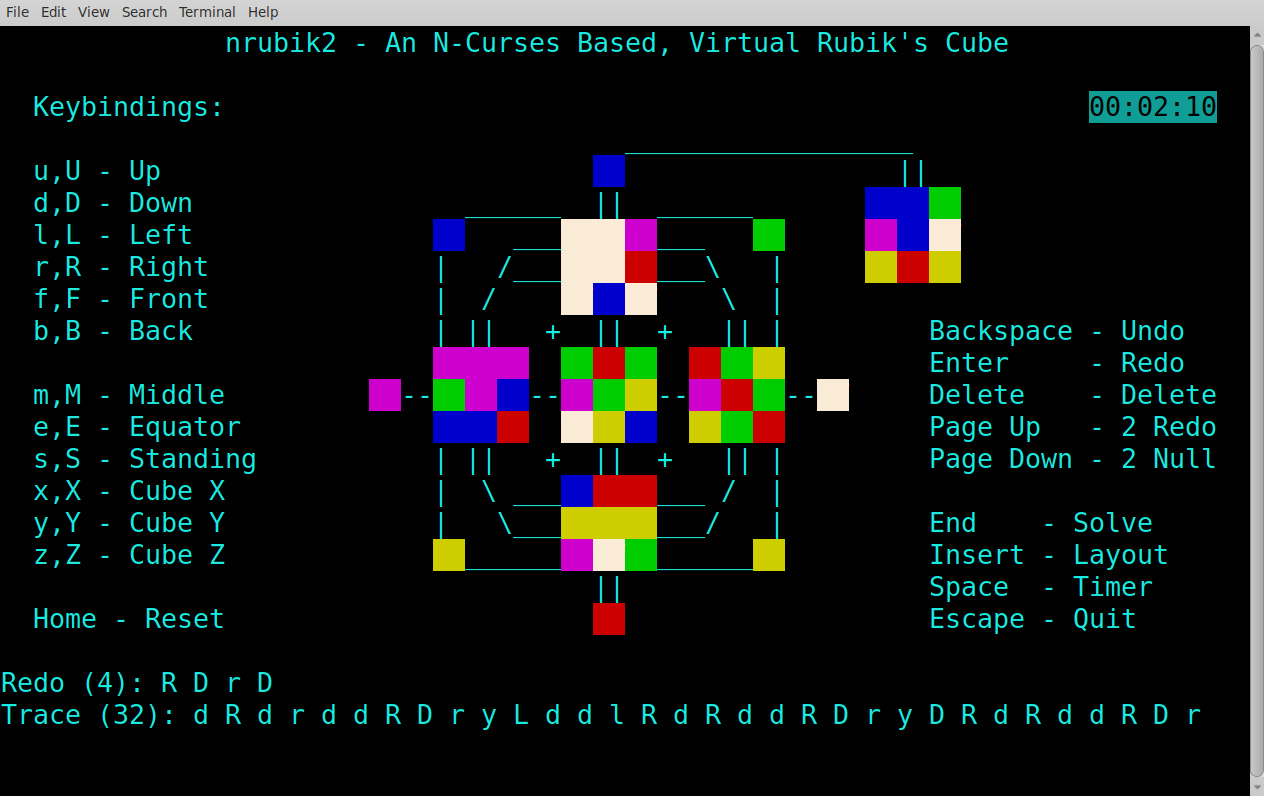 File Edit View Search Terminal Help
nrubik2 - An N-Curses Based, Virtual Rubik's Cube
Keybindings:
00:02:10
u,U - Up
d,D - Down
l,L - Left
r,R - Right
f,F - Front
b,B - Back
m,M - Middle
e,E - Equator
s,S - Standing
x,X - Cube X
y,Y - Cube Y
z,Z - Cube Z
Home - Reset
Backspace - Undo
Enter - Redo
Delete - Delete
Page Up - 2 Redo
Page Down - 2 Null
End - Solve
Insert - Layout
Space - Timer
Escape - Quit
Redo (4): R D r D
Trace (32): d R d r d d R D r y L d d l R d R d d R D r y D R d R d d R D r